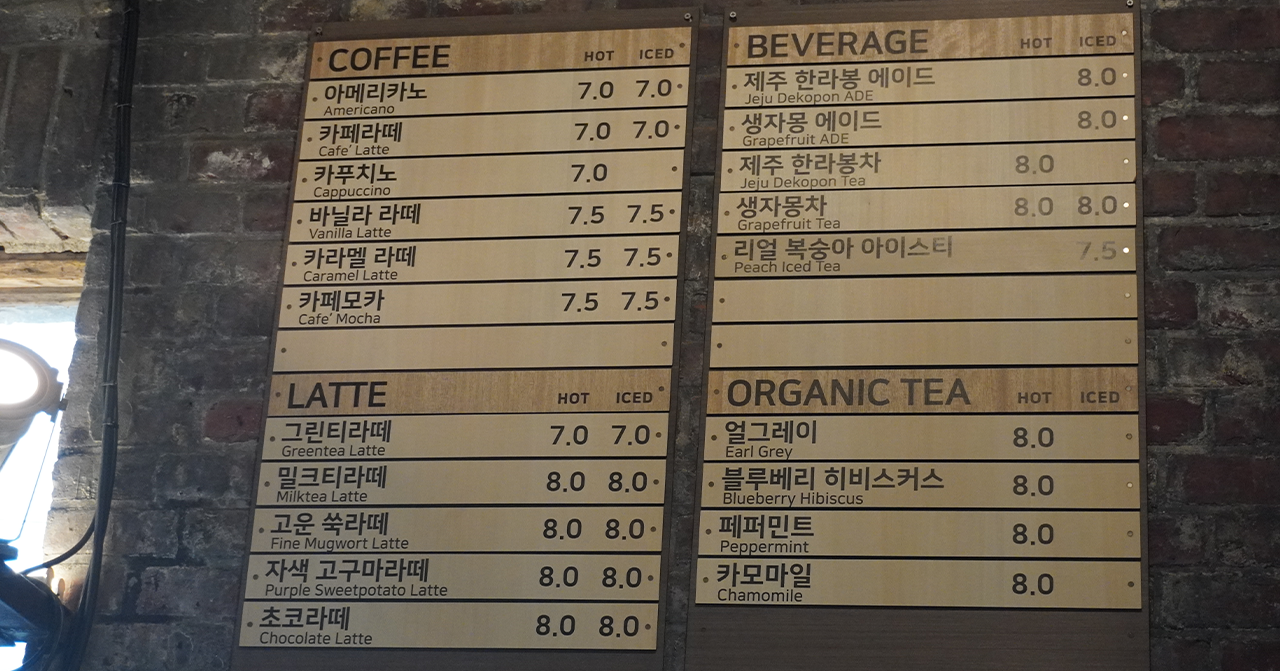 COFFEE HOT ICED
아메리카노 7.0 7.0
Americano
카페라떼 7.0 7.0
Cafe' Latte
카푸치노 7.0
Cappuccino
바닐라 라떼 7.5 7.5
Vanilla Latte
카라멜 라떼 7.5 7.5
Caramel Latte
카페모카 7.5 7.5
Cafe' Mocha
LATTE HOT ICED
그린티라떼 7.0 7.0
Greentea Latte
밀크티라떼 8.0 8.0
Milktea Latte
고운 쑥라떼 8.0 8.0
Fine Mugwort Latte
자색 고구마라떼 8.0 8.0
Purple Sweetpotato Latte
초코라떼 8.0 8.0
Chocolate Latte
BEVERAGE HOT ICED
제주 한라봉 에이드 8.0
Jeju Dekopon ADE
생자몽 에이드 8.0
Grapefruit ADE
제주 한라봉차 8.0
Jeju Dekopon Tea
생자몽차 8.0 8.0
Grapefruit Tea
리얼 복숭아 아이스티 7.5
Peach Iced Tea
ORGANIC TEA HOT ICED
얼그레이 8.0
Earl Grey
블루베리 히비스커스 8.0
Blueberry Hibiscus
페퍼민트 8.0
Peppermint
카모마일 8.0
Chamomile